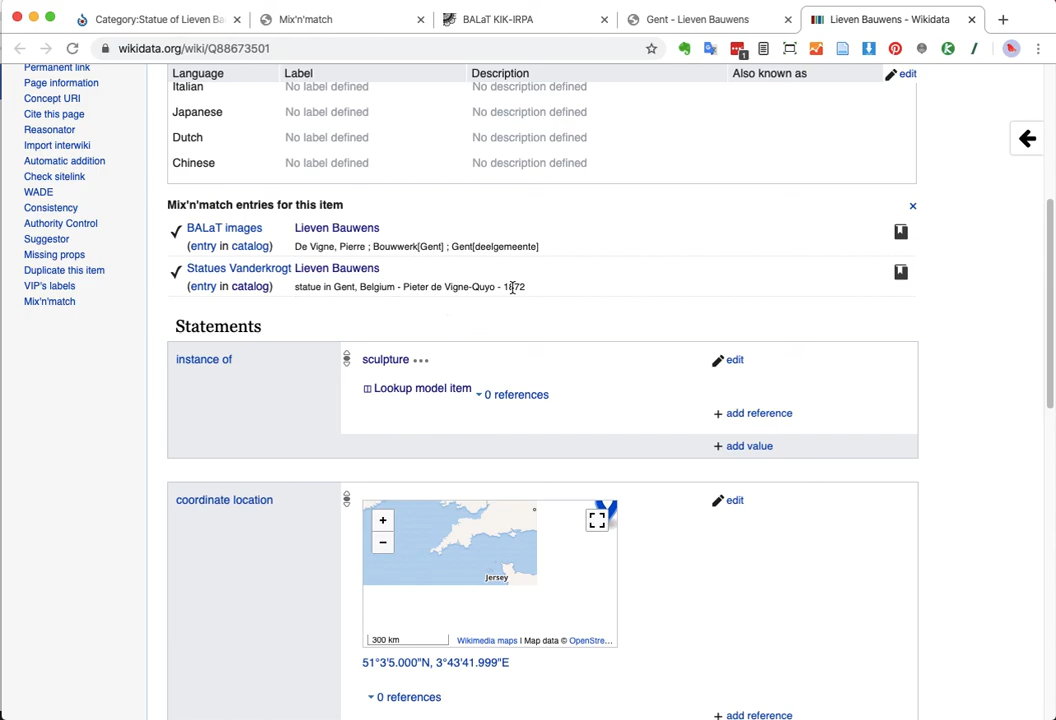 Category:Statue of Lieven Ba
Mix'n'match
BALaT KIK-IRPA
Gent - Lieven Bauwens
Lieven Bauwens - Wikidata
wikidata.org/wiki/Q88673501
1
Permanent link
Page information
Concept URI
Cite this page
Reasonator
Import interwiki
Automatic addition
Check sitelink
WADE
Consistency
Authority Control
Suggestor
Missing props
Duplicate this item
VIP's labels
Mix'n'match
Language Label Description Also known as edit
Italian No label defined No description defined
Japanese No label defined No description defined
Dutch No label defined No description defined
Chinese No label defined No description defined
Mix'n'match entries for this item x
BALaT images Lieven Bauwens
(entry in catalog) De Vigne, Pierre ; Bouwwerk[Gent] ; Gent[deelgemeente]
Statues Vanderkrogt Lieven Bauwens
(entry in catalog) statue in Gent, Belgium - Pieter de Vigne-Quyo - 1872
Statements
instance of sculpture edit
Lookup model item 0 references
+ add reference
+ add value
coordinate location edit
+
−
Jersey
300 km
Wikimedia maps | Map data © OpenStre...
51°3'5.000"N, 3°43'41.999"E
0 references
+ add reference